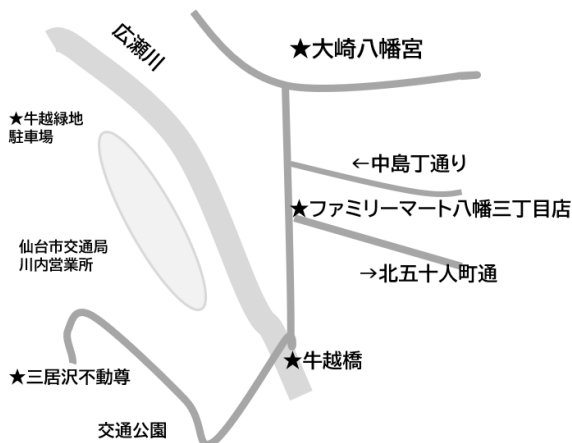 広瀬川
★大崎八幡宮
★牛越緑地
駐車場
←中島丁通り
★ファミリーマート八幡三丁目店
仙台市交通局
川内営業所
→北五十人町通
★牛越橋
★三居沢不動尊
交通公園